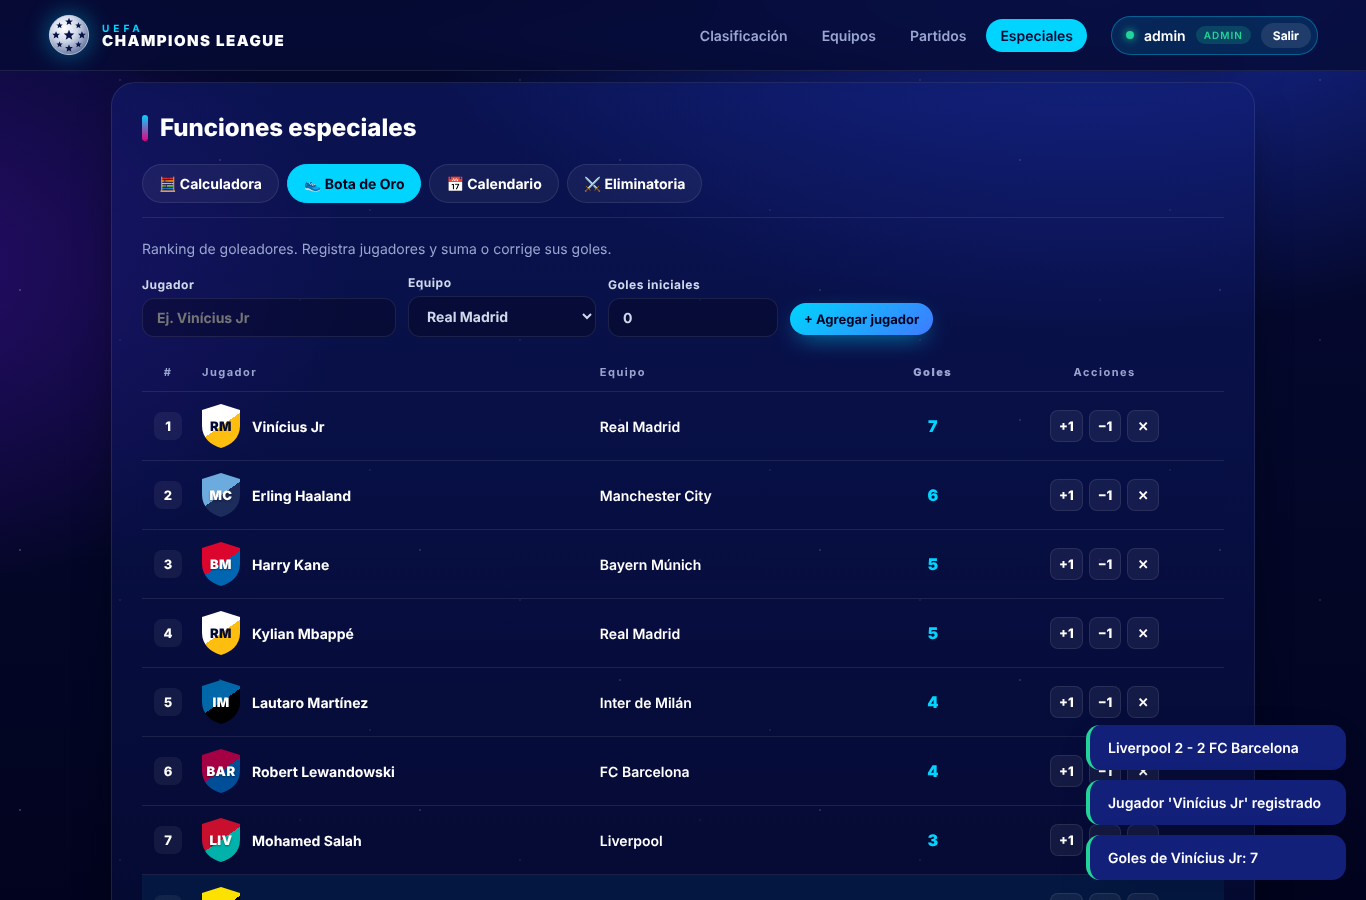 UEFA
CHAMPIONS LEAGUE
Clasificación
Equipos
Partidos
Especiales
admin
ADMIN
Salir
Funciones especiales
Calculadora
Bota de Oro
Calendario
Eliminatoria
Ranking de goleadores. Registra jugadores y suma o corrige sus goles.
Jugador
Equipo
Goles iniciales
Ej. Vinícius Jr
Real Madrid
0
+ Agregar jugador
# Jugador Equipo Goles Acciones
1 RM Vinícius Jr Real Madrid 7 +1 −1 ✕
2 MC Erling Haaland Manchester City 6 +1 −1 ✕
3 BM Harry Kane Bayern Múnich 5 +1 −1 ✕
4 RM Kylian Mbappé Real Madrid 5 +1 −1 ✕
5 IM Lautaro Martínez Inter de Milán 4 +1 −1 ✕
6 BAR Robert Lewandowski FC Barcelona 4 +1 −1 ✕
7 LIV Mohamed Salah Liverpool 3 +1
Liverpool 2 - 2 FC Barcelona
Jugador 'Vinícius Jr' registrado
Goles de Vinícius Jr: 7